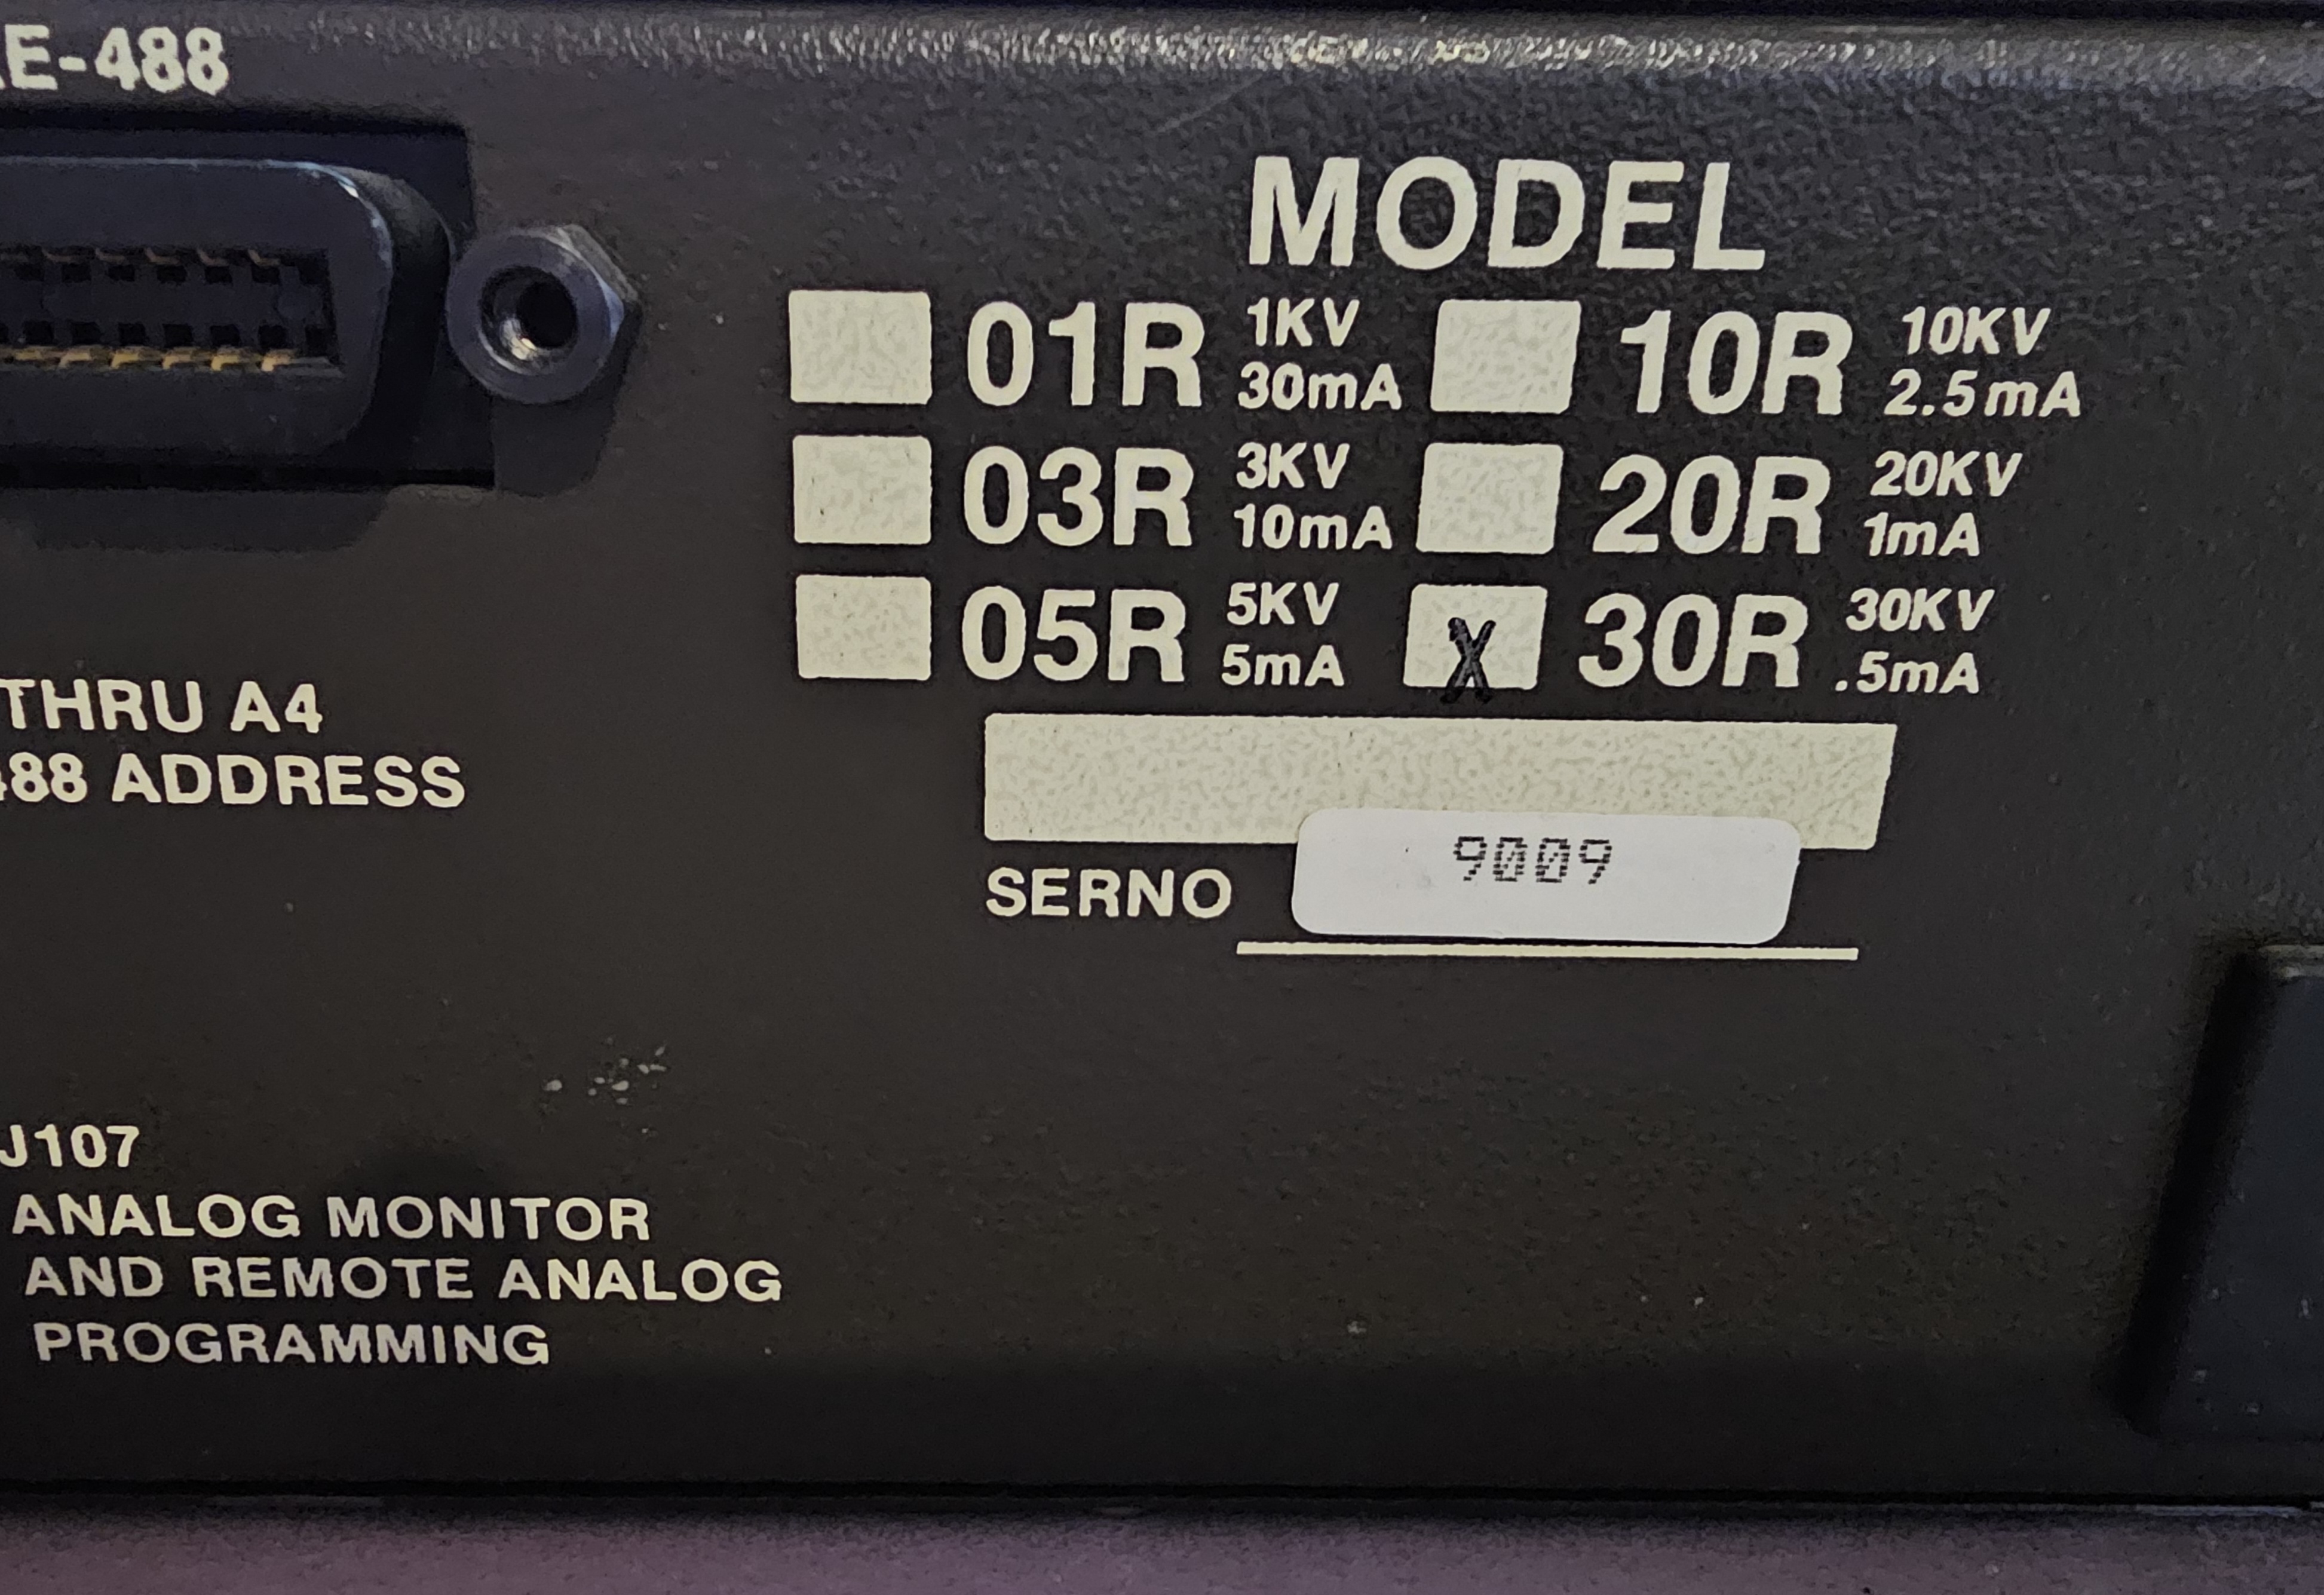 E-488
MODEL
01R 1KV 30mA 10R 10KV 2.5mA
03R 3KV 10mA 20R 20KV 1mA
05R 5KV 5mA X 30R 30KV .5mA
THRU A4
488 ADDRESS
9009
SERNO
J107
ANALOG MONITOR
AND REMOTE ANALOG
PROGRAMMING